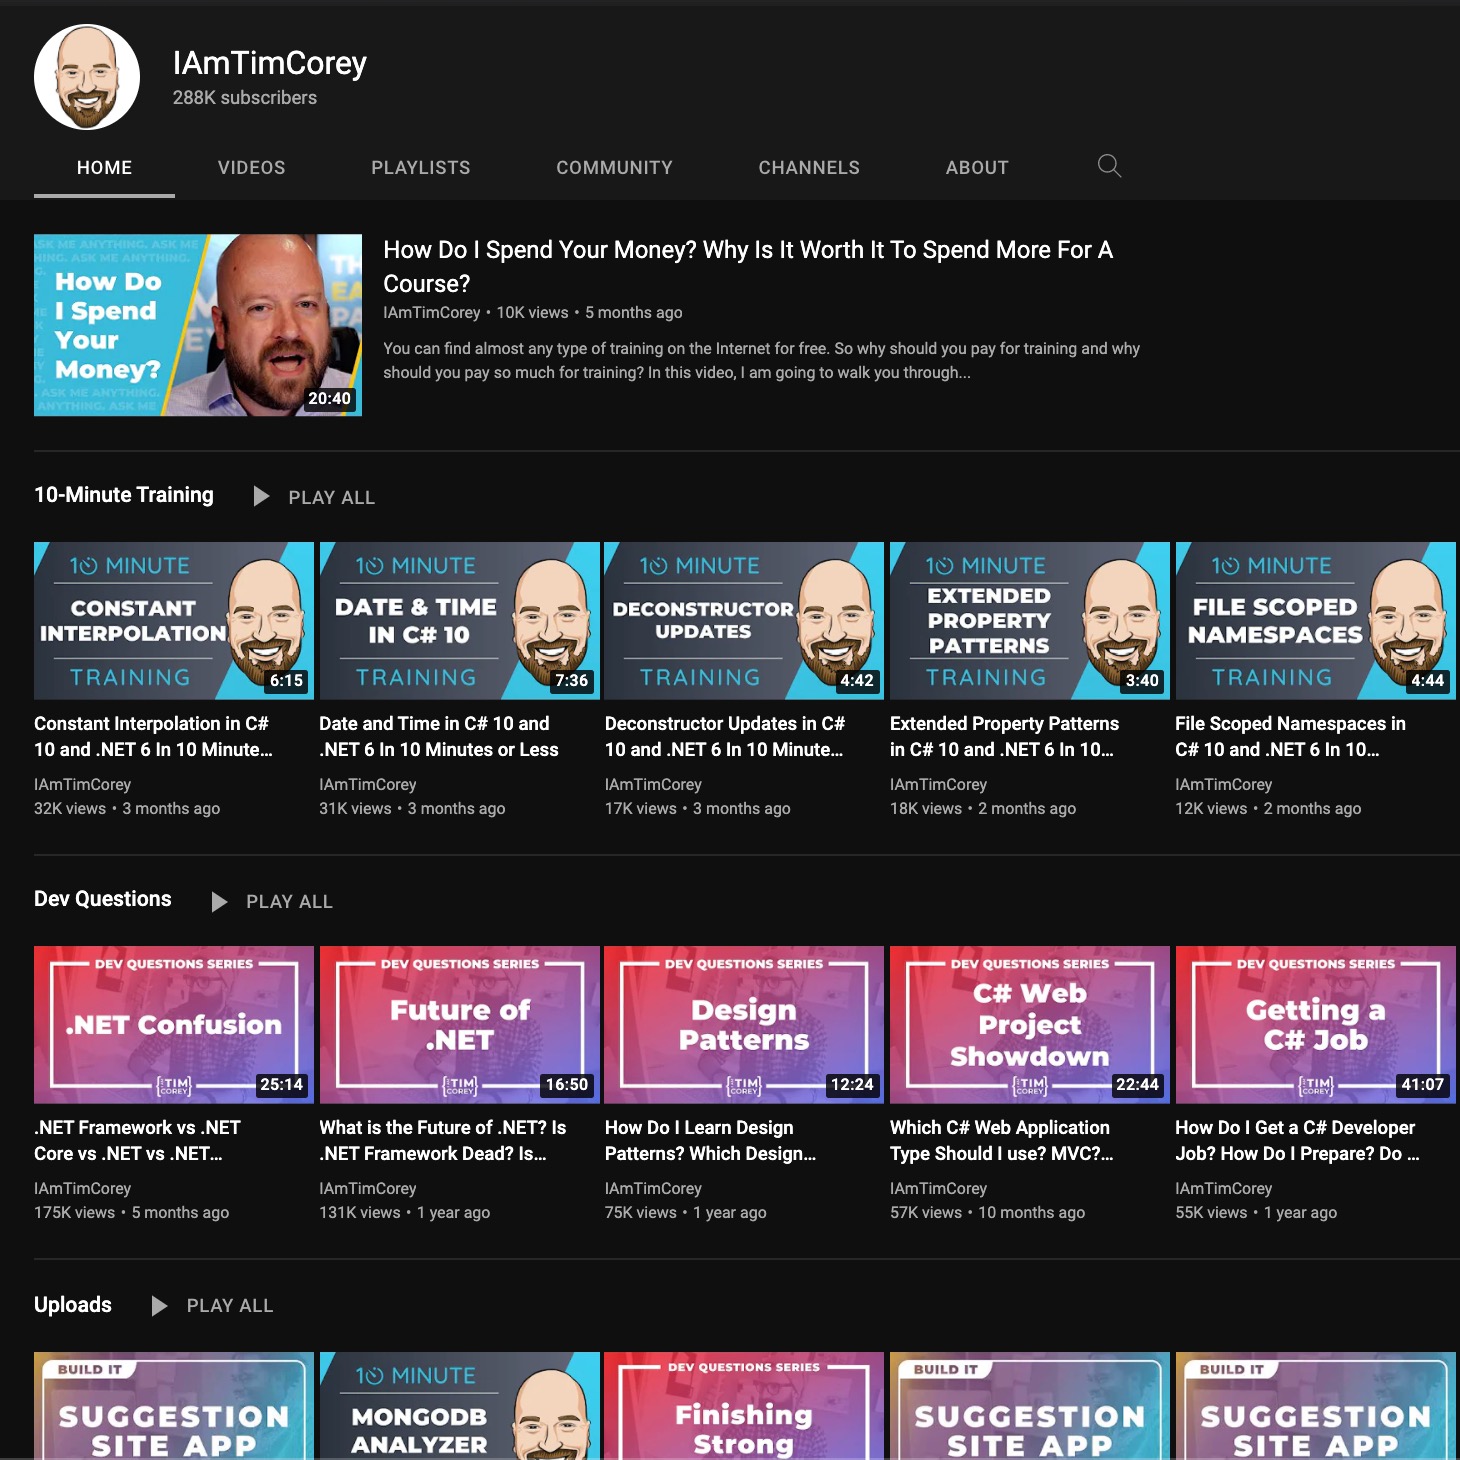 IAmTimCorey
288K subscribers
HOME VIDEOS PLAYLISTS COMMUNITY CHANNELS ABOUT
How Do
I Spend
Your
Money?
20:40
How Do I Spend Your Money? Why Is It Worth It To Spend More For A
Course?
IAmTimCorey • 10K views • 5 months ago
You can find almost any type of training on the Internet for free. So why should you pay for training and why
should you pay so much for training? In this video, I am going to walk you through...
10-Minute Training PLAY ALL
10 MINUTE
CONSTANT
INTERPOLATION
TRAINING
6:15
10 MINUTE
DATE & TIME
IN C# 10
TRAINING
7:36
10 MINUTE
DECONSTRUCTOR
UPDATES
TRAINING
4:42
10 MINUTE
EXTENDED
PROPERTY
PATTERNS
TRAINING
3:40
10 MINUTE
FILE SCOPED
NAMESPACES
TRAINING
4:44
Constant Interpolation in C#
10 and .NET 6 In 10 Minute...
IAmTimCorey
32K views • 3 months ago
Date and Time in C# 10 and
.NET 6 In 10 Minutes or Less
IAmTimCorey
31K views • 3 months ago
Deconstructor Updates in C#
10 and .NET 6 In 10 Minute...
IAmTimCorey
17K views • 3 months ago
Extended Property Patterns
in C# 10 and .NET 6 In 10...
IAmTimCorey
18K views • 2 months ago
File Scoped Namespaces in
C# 10 and .NET 6 In 10...
IAmTimCorey
12K views • 2 months ago
Dev Questions PLAY ALL
DEV QUESTIONS SERIES
.NET Confusion
TIM
COREY
25:14
DEV QUESTIONS SERIES
Future of
.NET
TIM
COREY
16:50
DEV QUESTIONS SERIES
Design
Patterns
TIM
COREY
12:24
DEV QUESTIONS SERIES
C# Web
Project
Showdown
TIM
COREY
22:44
DEV QUESTIONS SERIES
Getting a
C# Job
TIM
COREY
41:07
.NET Framework vs .NET
Core vs .NET vs .NET...
IAmTimCorey
175K views • 5 months ago
What is the Future of .NET? Is
.NET Framework Dead? Is...
IAmTimCorey
131K views • 1 year ago
How Do I Learn Design
Patterns? Which Design...
IAmTimCorey
75K views • 1 year ago
Which C# Web Application
Type Should I use? MVC?...
IAmTimCorey
57K views • 10 months ago
How Do I Get a C# Developer
Job? How Do I Prepare? Do ...
IAmTimCorey
55K views • 1 year ago
Uploads PLAY ALL
BUILD IT
SUGGESTION
SITE APP
10 MINUTE
MONGODB
ANALYZER
DEV QUESTIONS SERIES
Finishing
Strong
BUILD IT
SUGGESTION
SITE APP
BUILD IT
SUGGESTION
SITE APP